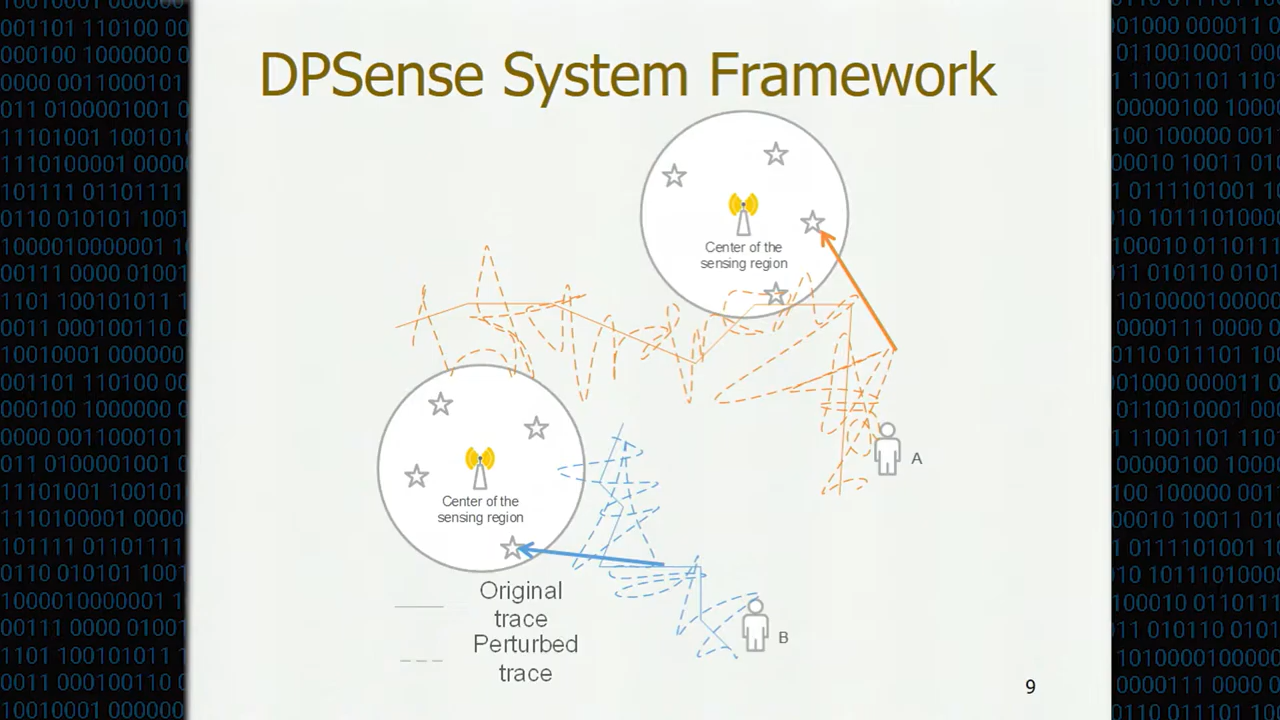 DPSense System Framework
Center of the
sensing region
A
Center of the
sensing region
Original
trace
Perturbed
trace
B
9